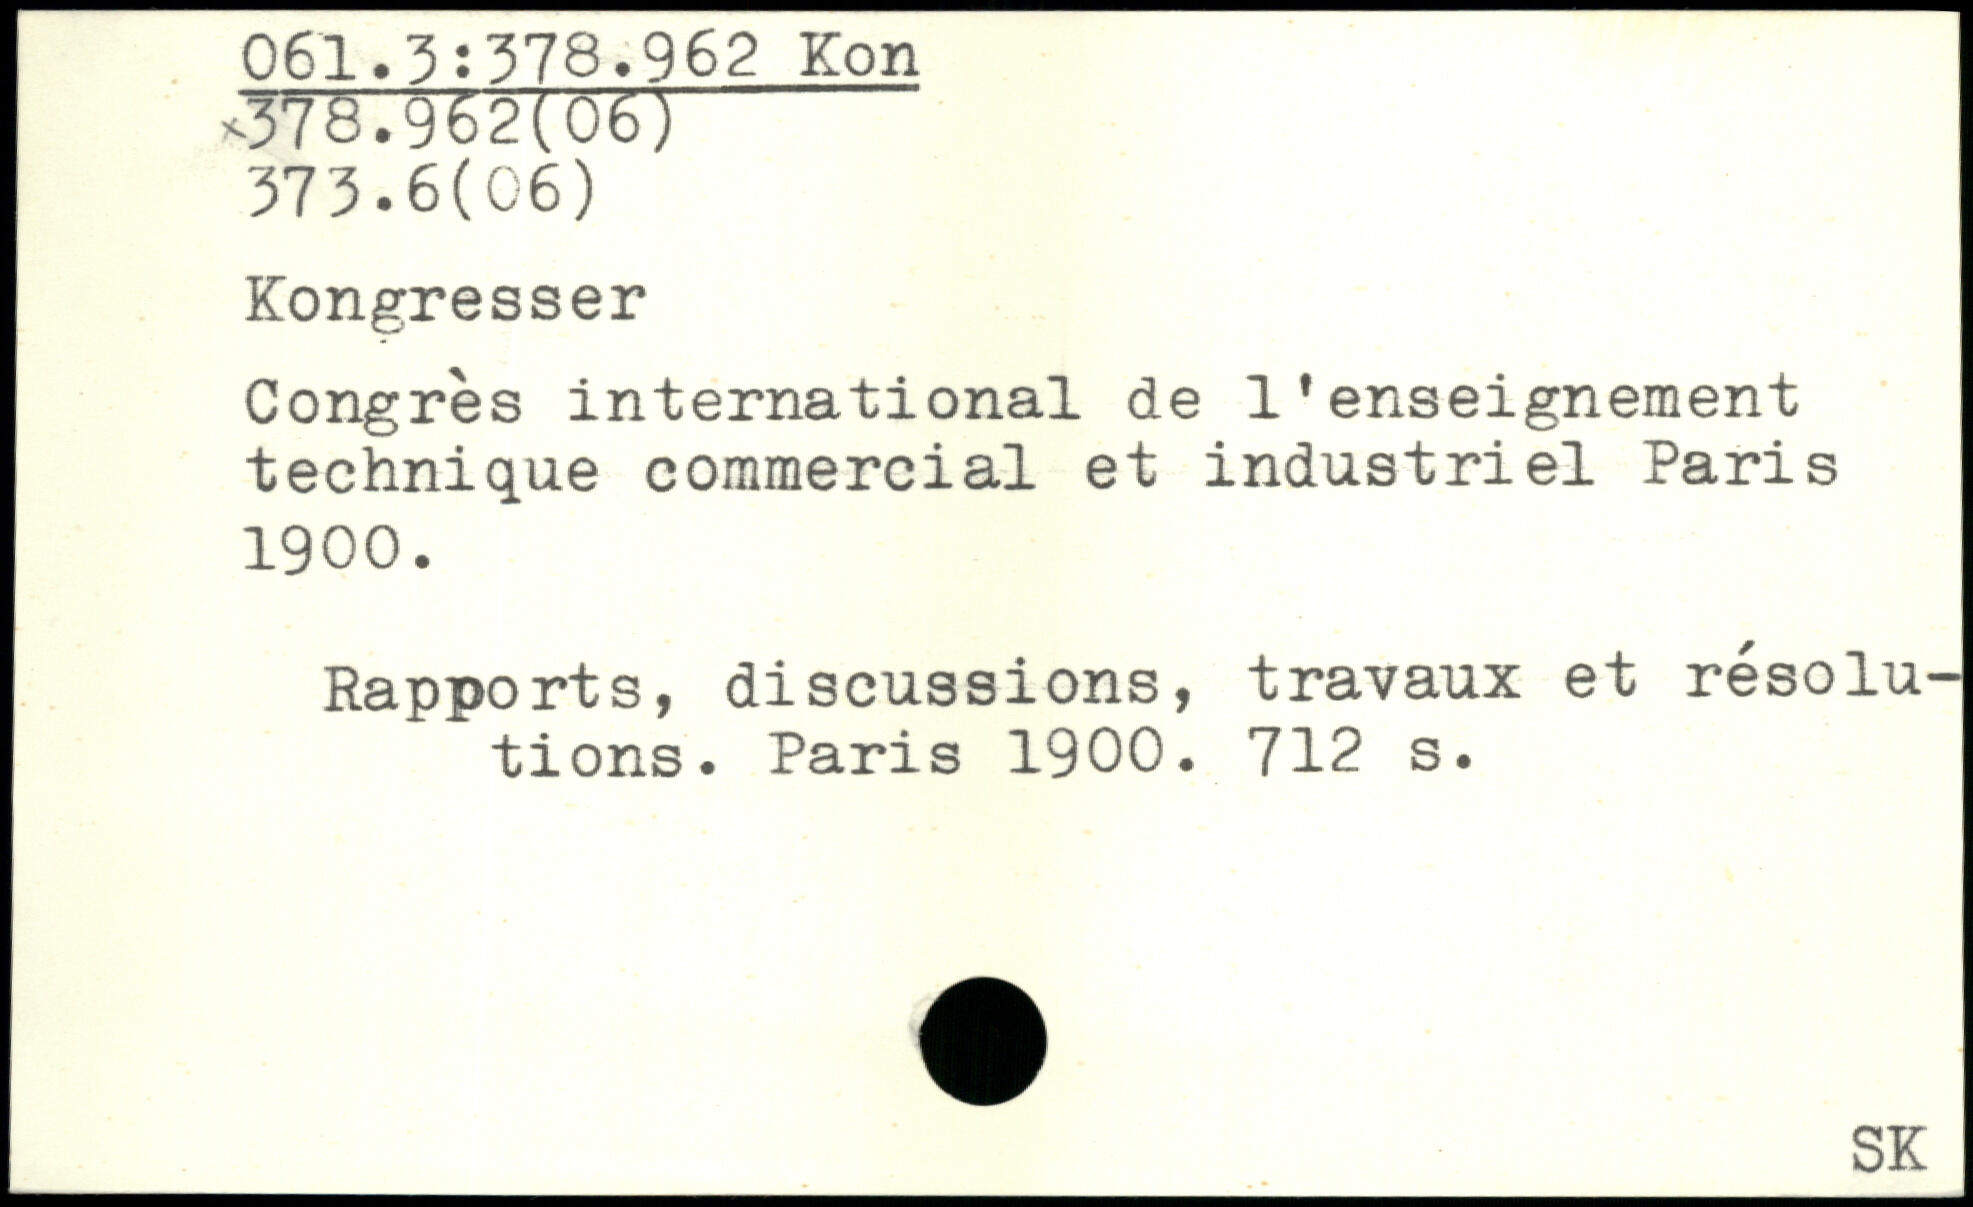 061.3:378.962 Kon
x378.962(06)
373.6(06)
Kongresser
Congrès international de l'enseignement
technique commercial et industriel Paris
1900.
Rapports, discussions, travaux et résolu-
tions. Paris 1900. 712 s.
SK